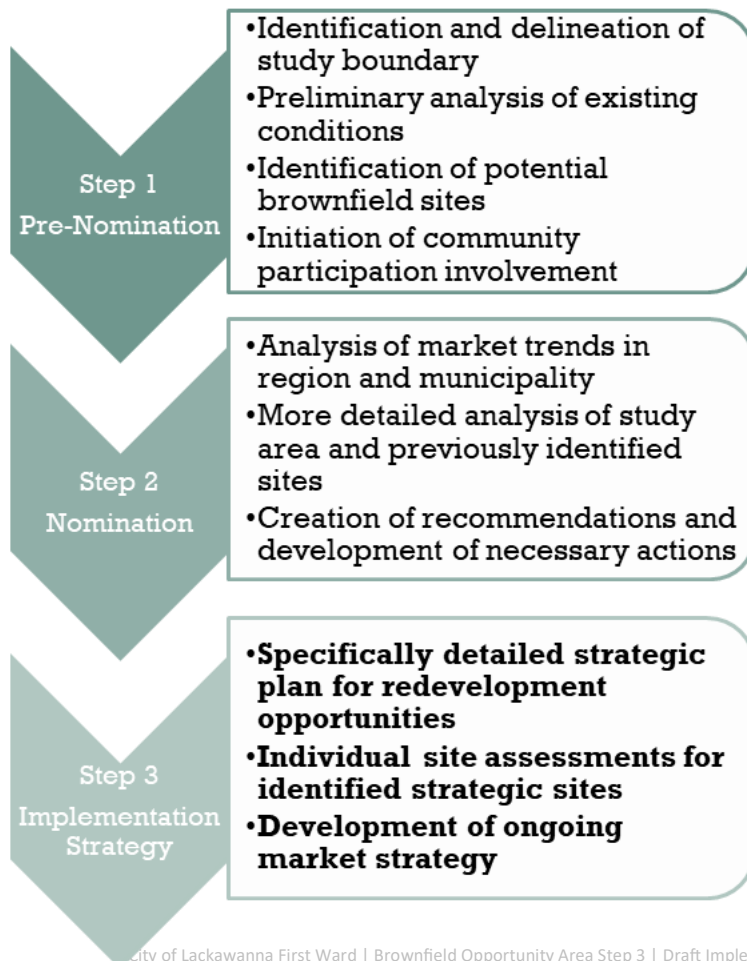 Step 1
Pre-Nomination
•Identification and delineation of
study boundary
•Preliminary analysis of existing
conditions
•Identification of potential
brownfield sites
•Initiation of community
participation involvement
Step 2
Nomination
•Analysis of market trends in
region and municipality
•More detailed analysis of study
area and previously identified
sites
•Creation of recommendations and
development of necessary actions
Step 3
Implementation
Strategy
•Specifically detailed strategic
plan for redevelopment
opportunities
•Individual site assessments for
identified strategic sites
•Development of ongoing
market strategy
City of Lackawanna First Ward | Brownfield Opportunity Area Step 3 | Draft Imple